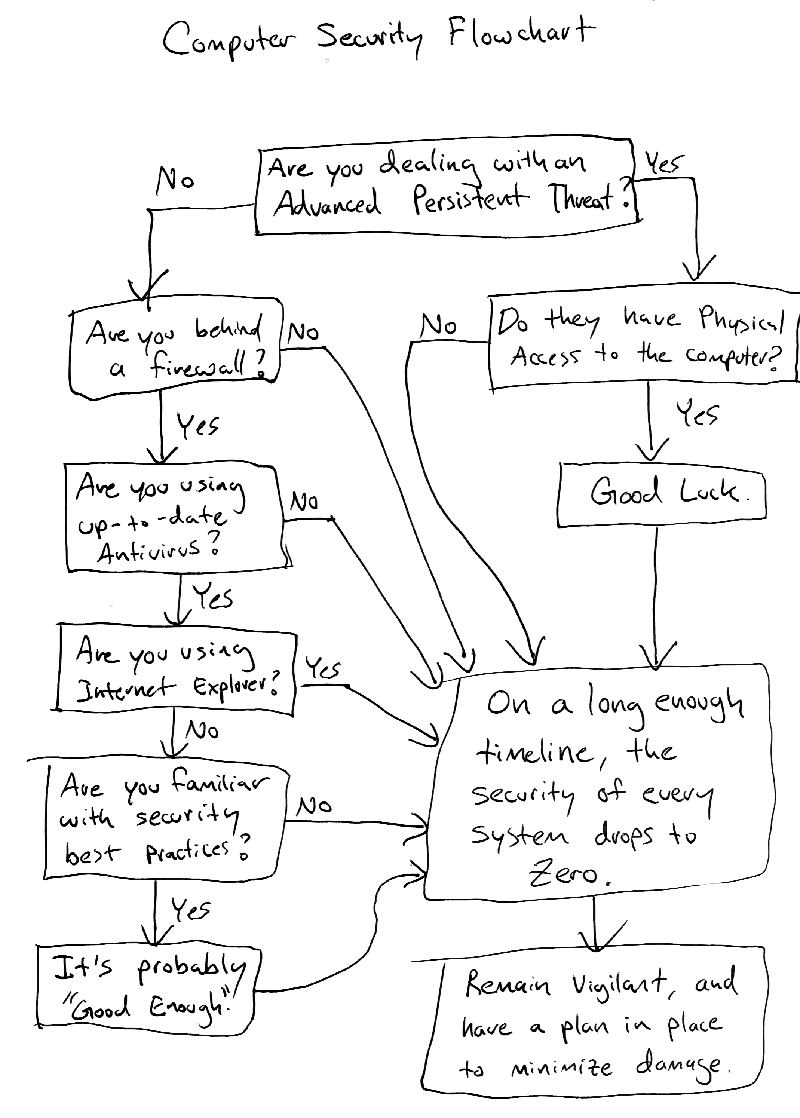 Computer Security Flowchart
Are you dealing with an
Advanced Persistent Threat?
No
Yes
Are you behind
a firewall?
No
No
Do they have Physical
Access to the computer?
Yes
Yes
Are you using
up-to-date
Antivirus?
No
Good Luck.
Yes
Are you using
Internet Explorer?
Yes
No
Are you familiar
with security
best practices?
No
On a long enough
timeline, the
security of every
system drops to
Zero.
Yes
It's probably
"Good Enough."
Remain Vigilant, and
have a plan in place
to minimize damage.